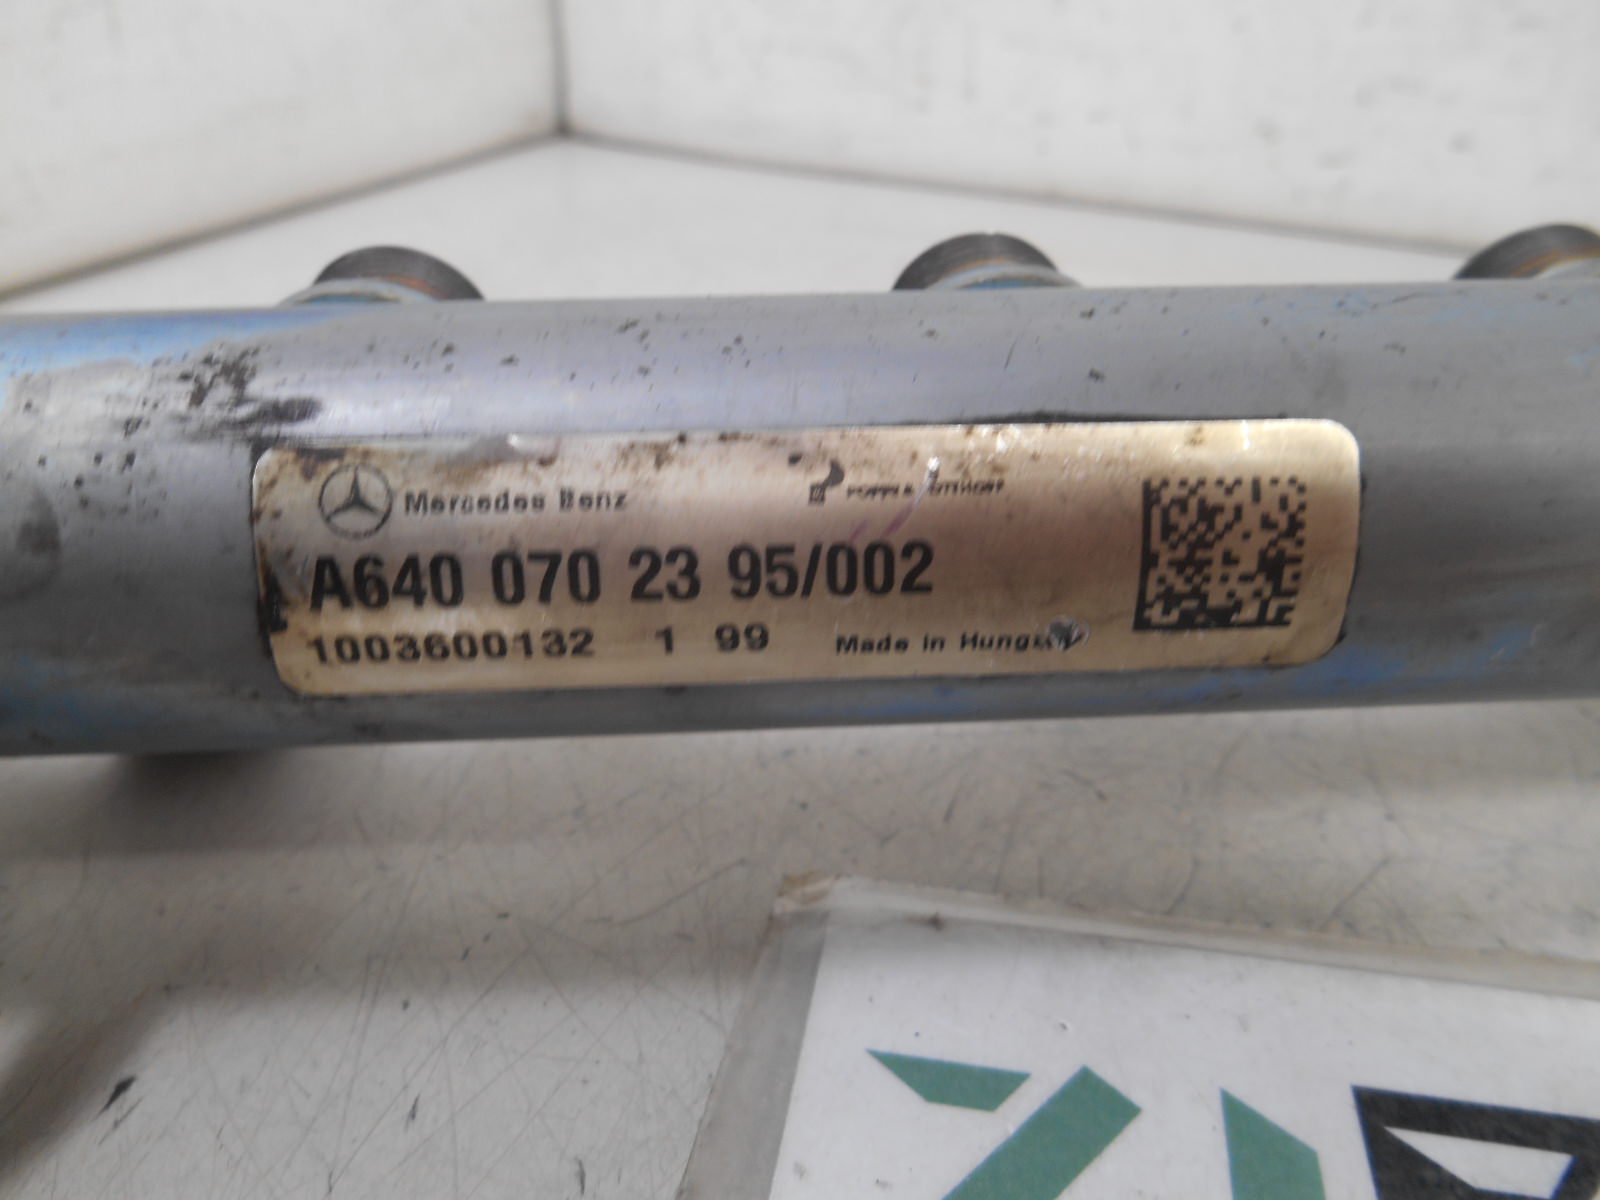 Mercedes Benz
A640 070 23 95/002
1003600132 1 99 Made in Hungary